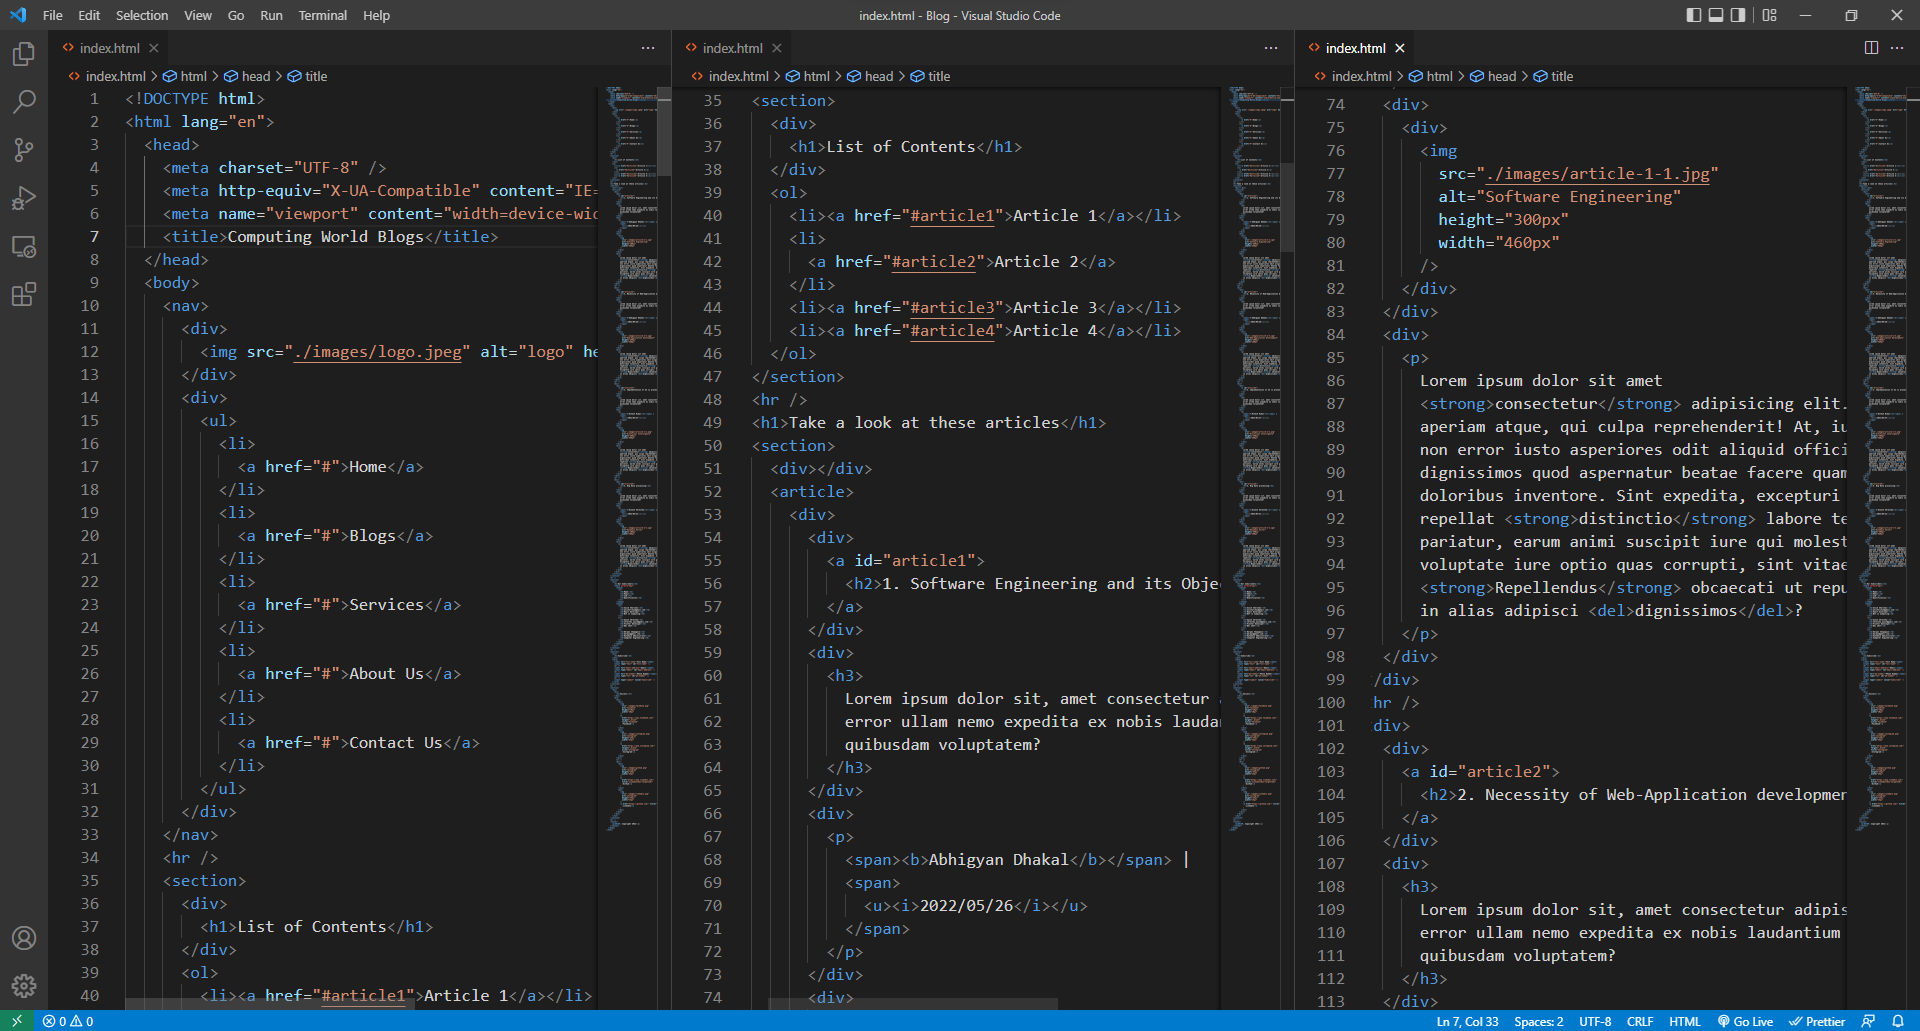 File Edit Selection View Go Run Terminal Help
index.html - Blog - Visual Studio Code
index.html
index.html > html > head > title
1 <!DOCTYPE html>
2 <html lang="en">
3 <head>
4 <meta charset="UTF-8" />
5 <meta http-equiv="X-UA-Compatible" content="IE=
6 <meta name="viewport" content="width=device-wid
7 <title>Computing World Blogs</title>
8 </head>
9 <body>
10 <nav>
11 <div>
12 <img src="./images/logo.jpeg" alt="logo" he
13 </div>
14 <div>
15 <ul>
16 <li>
17 <a href="#">Home</a>
18 </li>
19 <li>
20 <a href="#">Blogs</a>
21 </li>
22 <li>
23 <a href="#">Services</a>
24 </li>
25 <li>
26 <a href="#">About Us</a>
27 </li>
28 <li>
29 <a href="#">Contact Us</a>
30 </li>
31 </ul>
32 </div>
33 </nav>
34 <hr />
35 <section>
36 <div>
37 <h1>List of Contents</h1>
38 </div>
39 <ol>
40 <li><a href="#article1">Article 1</a></li>
index.html
index.html > html > head > title
35 <section>
36 <div>
37 <h1>List of Contents</h1>
38 </div>
39 <ol>
40 <li><a href="#article1">Article 1</a></li>
41 <li>
42 <a href="#article2">Article 2</a>
43 </li>
44 <li><a href="#article3">Article 3</a></li>
45 <li><a href="#article4">Article 4</a></li>
46 </ol>
47 </section>
48 <hr />
49 <h1>Take a look at these articles</h1>
50 <section>
51 <div></div>
52 <article>
53 <div>
54 <div>
55 <a id="article1">
56 <h2>1. Software Engineering and its Obje
57 </a>
58 </div>
59 <div>
60 <h3>
61 Lorem ipsum dolor sit, amet consectetur
62 error ullam nemo expedita ex nobis lauda
63 quibusdam voluptatem?
64 </h3>
65 </div>
66 <div>
67 <p>
68 <span><b>Abhigyan Dhakal</b></span> |
69 <span>
70 <u><i>2022/05/26</i></u>
71 </span>
72 </p>
73 </div>
74 <div>
index.html
index.html > html > head > title
74 <div>
75 <div>
76 <img
77 src="./images/article-1-1.jpg"
78 alt="Software Engineering"
79 height="300px"
80 width="460px"
81 />
82 </div>
83 </div>
84 <div>
85 <p>
86 Lorem ipsum dolor sit amet
87 <strong>consectetur</strong> adipisicing elit.
88 aperiam atque, qui culpa reprehenderit! At, iu
89 non error iusto asperiores odit aliquid offici
90 dignissimos quod aspernatur beatae facere quam
91 doloribus inventore. Sint expedita, excepturi
92 repellat <strong>distinctio</strong> labore te
93 pariatur, earum animi suscipit iure qui molest
94 voluptate iure optio quas corrupti, sint vitae
95 <strong>Repellendus</strong> obcaecati ut repu
96 in alias adipisci <del>dignissimos</del>?
97 </p>
98 </div>
99 /div>
100 hr />
101 div>
102 <div>
103 <a id="article2">
104 <h2>2. Necessity of Web-Application developmen
105 </a>
106 </div>
107 <div>
108 <h3>
109 Lorem ipsum dolor sit, amet consectetur adipis
110 error ullam nemo expedita ex nobis laudantium
111 quibusdam voluptatem?
112 </h3>
113 </div>
0 0
Ln 7, Col 33 Spaces: 2 UTF-8 CRLF HTML Go Live Prettier